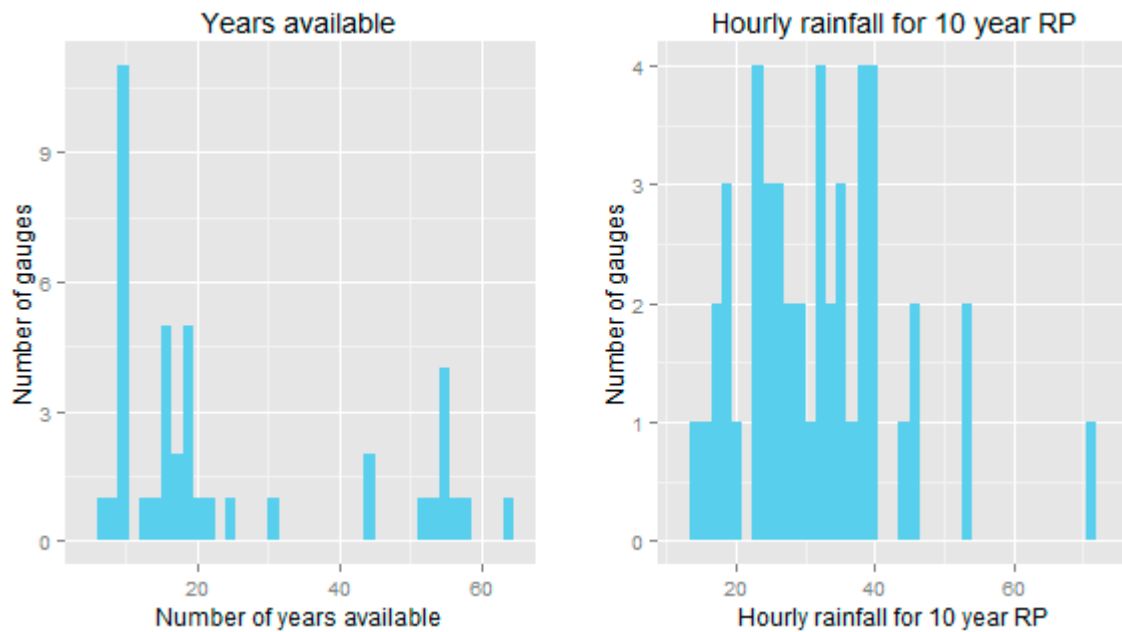 Years available
Number of gauges
9
6
3
0
20 40 60
Number of years available
Hourly rainfall for 10 year RP
Number of gauges
4
3
2
1
0
20 40 60
Hourly rainfall for 10 year RP